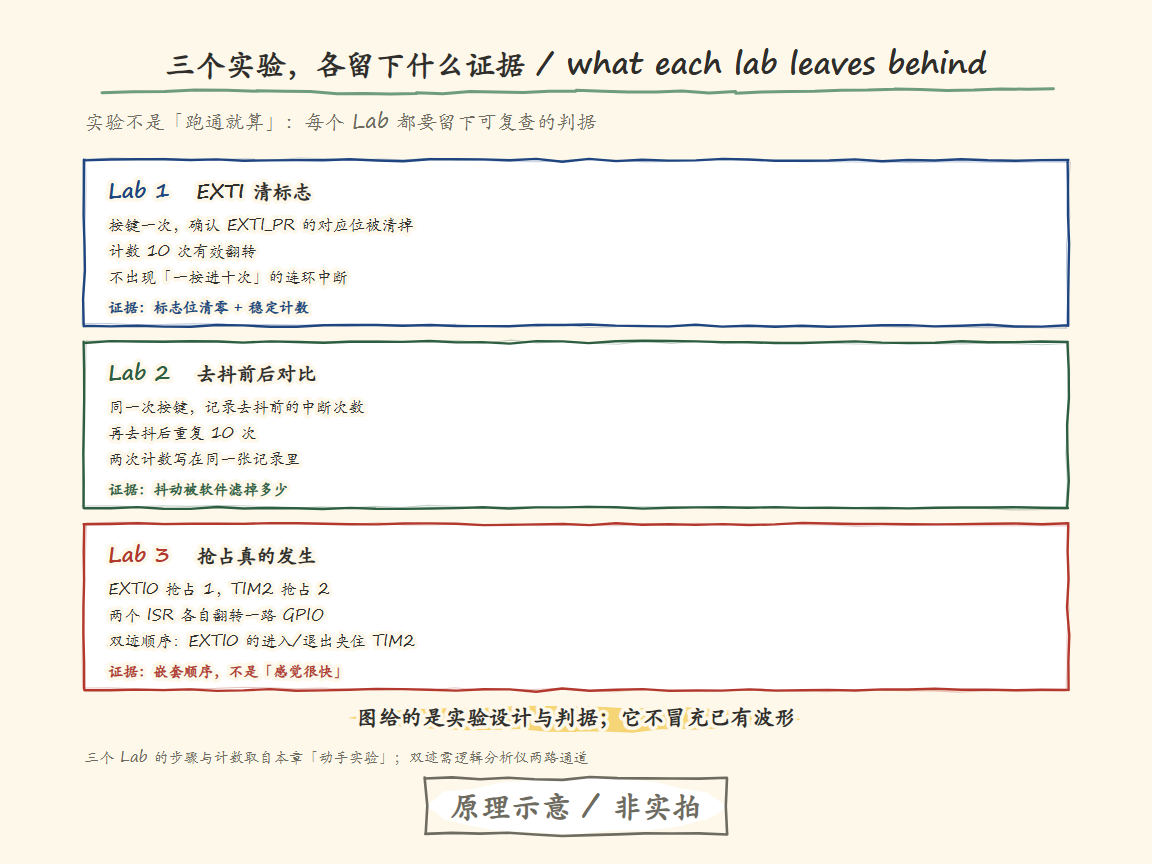 三个实验，各留下什么证据 / what each lab leaves behind
实验不是「跑通就算」：每个 Lab 都要留下可复查的判据
Lab 1 EXTI 清标志
按键一次，确认 EXTI_PR 的对应位被清掉
计数 10 次有效翻转
不出现「一按进十次」的连环中断
证据：标志位清零 + 稳定计数
Lab 2 去抖前后对比
同一次按键，记录去抖前的中断次数
再去抖后重复 10 次
两次计数写在同一张记录里
证据：抖动被软件滤掉多少
Lab 3 抢占真的发生
EXTI0 抢占 1，TIM2 抢占 2
两个 ISR 各自翻转一路 GPIO
双迹顺序：EXTI0 的进入/退出夹住 TIM2
证据：嵌套顺序，不是「感觉很快」
图给的是实验设计与判据；它不冒充已有波形
三个 Lab 的步骤与计数取自本章「动手实验」；双迹需逻辑分析仪两路通道
原理示意 / 非实拍